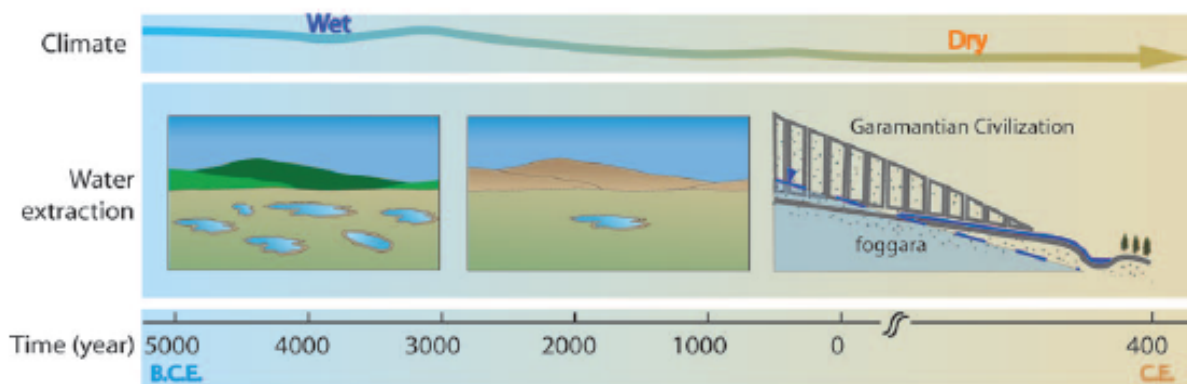 Climate
Wet
Dry
Water
extraction
Garamantian Civilization
foggara
Time (year)
5000 4000 3000 2000 1000 0 400
B.C.E. C.E.